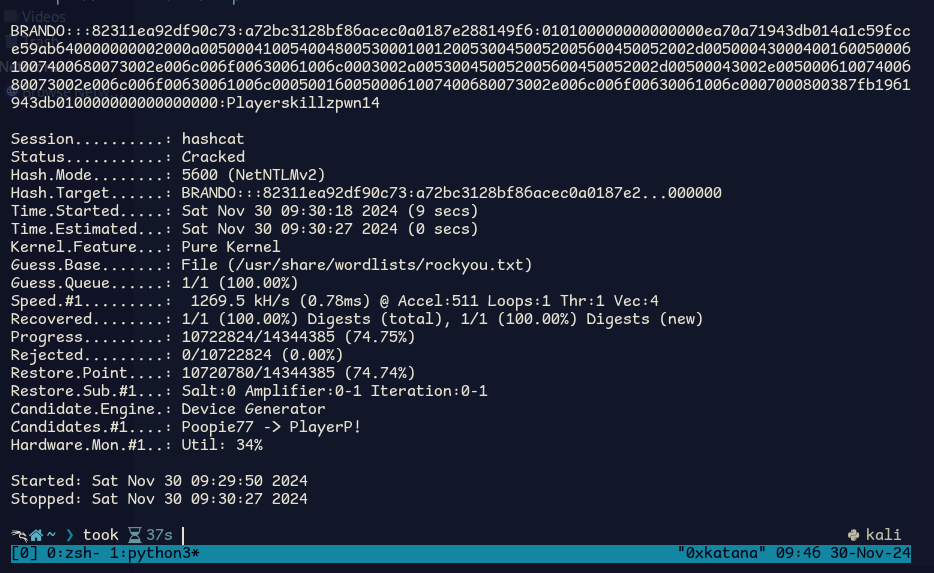 Videos
BRANDO:::82311ea92df90c73:a72bc3128bf86acec0a0187e288149f6:010100000000000000ea70a71943db014a1c59fcc
e59ab640000000002000a0050004100540048005300010012005300450052005600450052002d005000430004001600500061
1007400680073002e006c006f00630061006c0003002a005300450052005600450052002d00500043002e005000610074006
80073002e006c006f00630061006c000500160050006100740068007​3002e006c006f00630061006c0007000800387fb1961
943db010000000000000000:Playerskillzpwn14
Session..........: hashcat
Status...........: Cracked
Hash.Mode........: 5600 (NetNTLMv2)
Hash.Target......: BRANDO:::82311ea92df90c73:a72bc3128bf86acec0a0187e2...000000
Time.Started.....: Sat Nov 30 09:30:18 2024 (9 secs)
Time.Estimated...: Sat Nov 30 09:30:27 2024 (0 secs)
Kernel.Feature...: Pure Kernel
Guess.Base.......: File (/usr/share/wordlists/rockyou.txt)
Guess.Queue......: 1/1 (100.00%)
Speed.#1.........:  1269.5 kH/s (0.78ms) @ Accel:511 Loops:1 Thr:1 Vec:4
Recovered........: 1/1 (100.00%) Digests (total), 1/1 (100.00%) Digests (new)
Progress.........: 10722824/14344385 (74.75%)
Rejected.........: 0/10722824 (0.00%)
Restore.Point....: 10720780/14344385 (74.74%)
Restore.Sub.#1...: Salt:0 Amplifier:0-1 Iteration:0-1
Candidate.Engine.: Device Generator
Candidates.#1....: Poopie77 -> PlayerP!
Hardware.Mon.#1..: Util: 34%
Started: Sat Nov 30 09:29:50 2024
Stopped: Sat Nov 30 09:30:27 2024
~ ❯ took ⌛37s kali
[0] 0:zsh- 1:python3* "0xkatana" 09:46 30-Nov-24